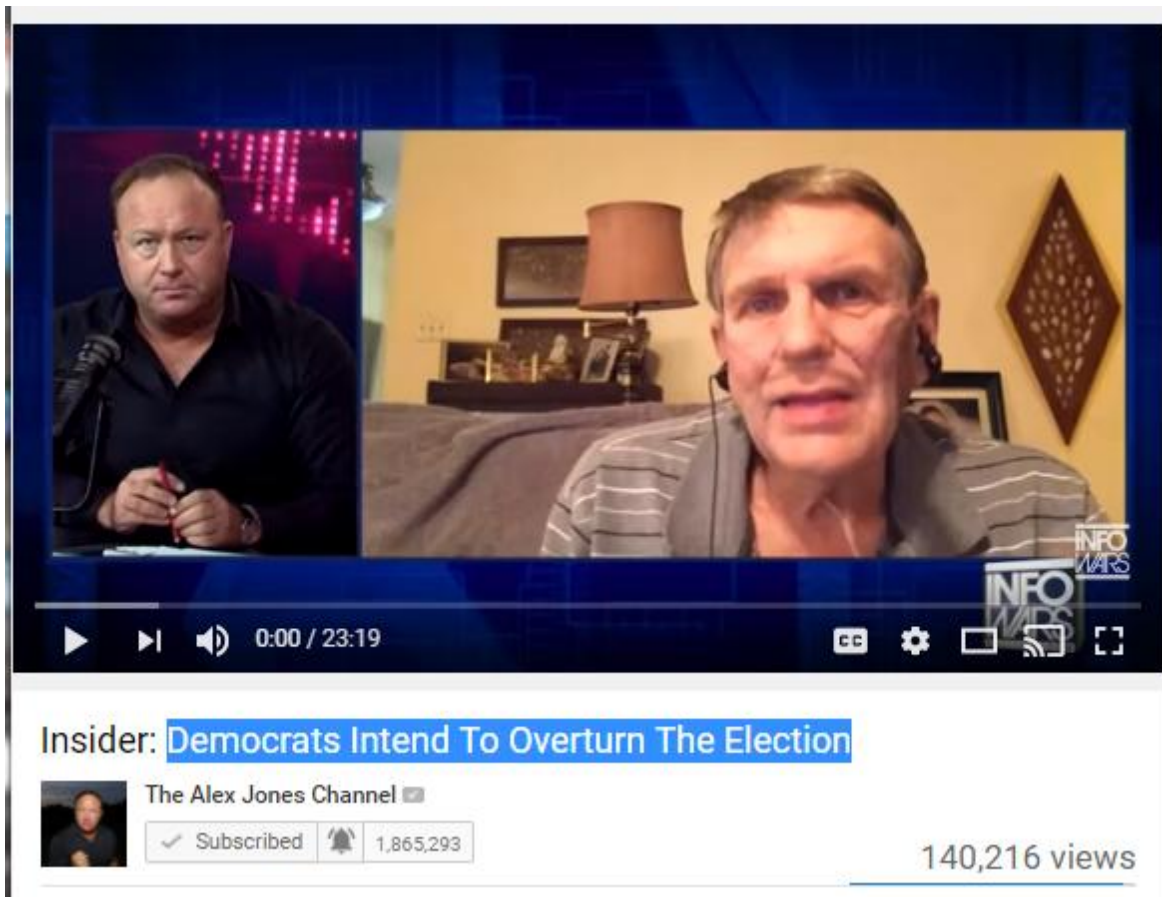 INFO
WARS
INFO
WARS
0:00 / 23:19
CC
Insider: Democrats Intend To Overturn The Election
The Alex Jones Channel
Subscribed 1,865,293
140,216 views